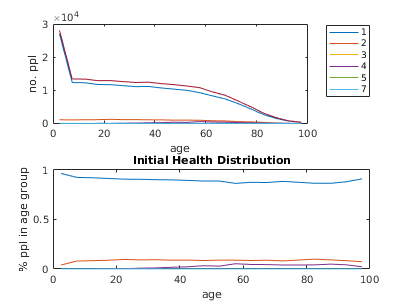 ×10⁴
3
2
1
0
no. ppl
0 20 40 60 80 100
age
1
2
3
4
5
7
Initial Health Distribution
1
0.5
0
% ppl in age group
0 20 40 60 80 100
age